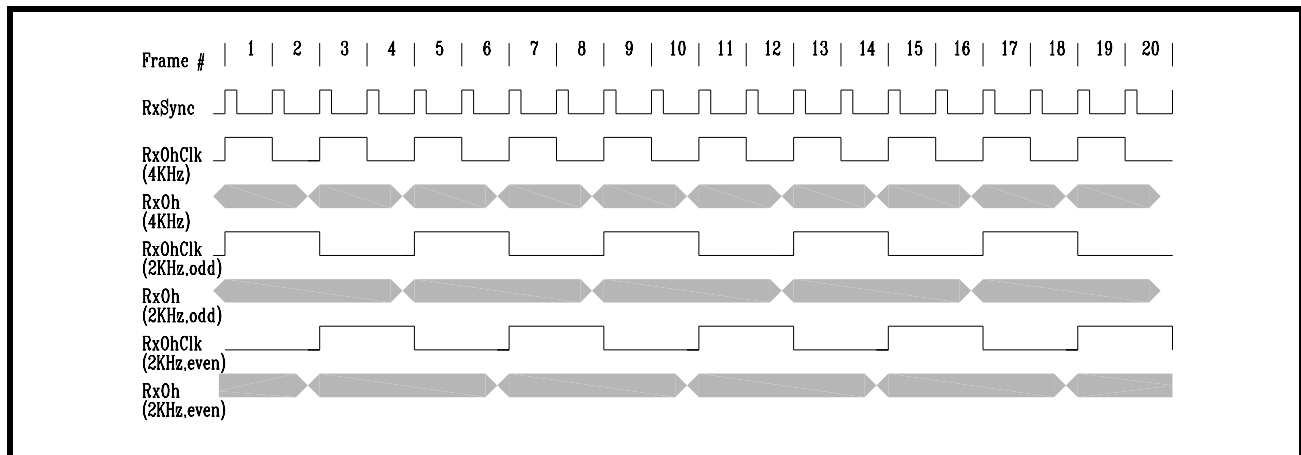 Frame # 1 2 3 4 5 6 7 8 9 10 11 12 13 14 15 16 17 18 19 20
RxSync
RxOhClk
(4KHz)
RxOh
(4KHz)
RxOhClk
(2KHz,odd)
RxOh
(2KHz,odd)
RxOhClk
(2KHz,even)
RxOh
(2KHz,even)